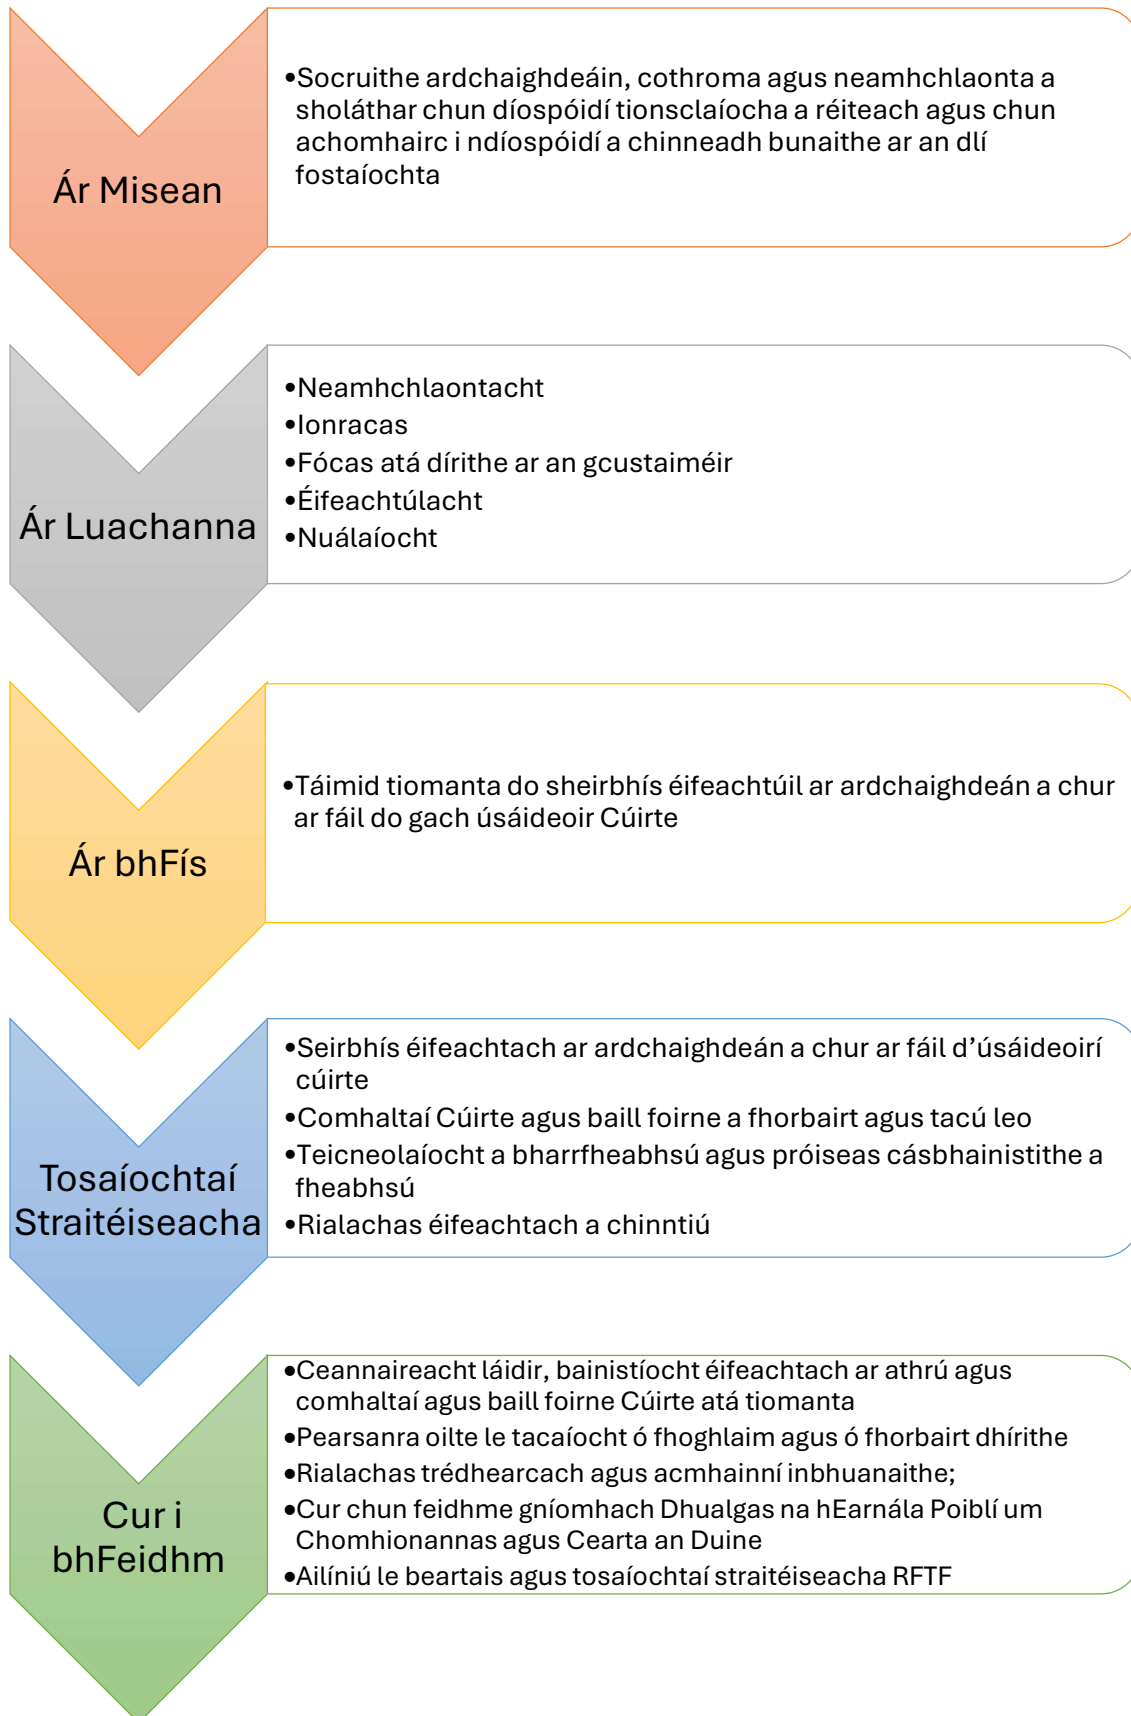 Ár Misean
•Socruithe ardchaighdeáin, cothroma agus neamhchlaonta a
sholáthar chun díospóidí tionsclaíocha a réiteach agus chun
achomhairc i ndíospóidí a chinneadh bunaithe ar an dlí
fostaíochta
Ár Luachanna
•Neamhchlaontacht
•Ionracas
•Fócas atá dírithe ar an gcustaiméir
•Éifeachtúlacht
•Nuálaíocht
Ár bhFís
•Táimid tiomanta do sheirbhís éifeachtúil ar ardchaighdeán a chur
ar fáil do gach úsáideoir Cúirte
Tosaíochtaí
Straitéiseacha
•Seirbhís éifeachtach ar ardchaighdeán a chur ar fáil d’úsáideoirí
cúirte
•Comhaltaí Cúirte agus baill foirne a fhorbairt agus tacú leo
•Teicneolaíocht a bharrfheabhsú agus próiseas cásbhainistithe a
fheabhsú
•Rialachas éifeachtach a chinntiú
Cur i
bhFeidhm
•Ceannaireacht láidir, bainistíocht éifeachtach ar athrú agus
comhaltaí agus baill foirne Cúirte atá tiomanta
•Pearsanra oilte le tacaíocht ó fhoghlaim agus ó fhorbairt dhírithe
•Rialachas trédhearcach agus acmhainní inbhuanaithe;
•Cur chun feidhme gníomhach Dhualgas na hEarnála Poiblí um
Chomhionannas agus Cearta an Duine
•Ailíniú le beartais agus tosaíochtaí straitéiseacha RFTF